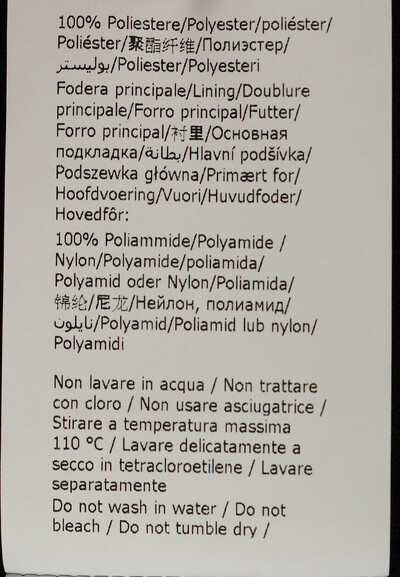 100% Poliestere/Polyester/poliéster/
Poliéster/聚酯纤维/Полиэстер/
بوليستر/Poliester/Polyesteri
Fodera principale/Lining/Doublure
principale/Forro principal/Futter/
Forro principal/衬里/Основная
подкладка/بطانة/Hlavní podšívka/
Podszewka główna/Primært for/
Hoofdvoering/Vuori/Huvudfoder/
Hovedfôr:
100% Poliammide/Polyamide /
Nylon/Polyamide/poliamida/
Polyamid oder Nylon/Poliamida/
锦纶/尼龙/Нейлон, полиамид/
نايلون/Polyamid/Poliamid lub nylon/
Polyamidi
Non lavare in acqua / Non trattare
con cloro / Non usare asciugatrice /
Stirare a temperatura massima
110 °C / Lavare delicatamente a
secco in tetracloroetilene / Lavare
separatamente
Do not wash in water / Do not
bleach / Do not tumble dry /